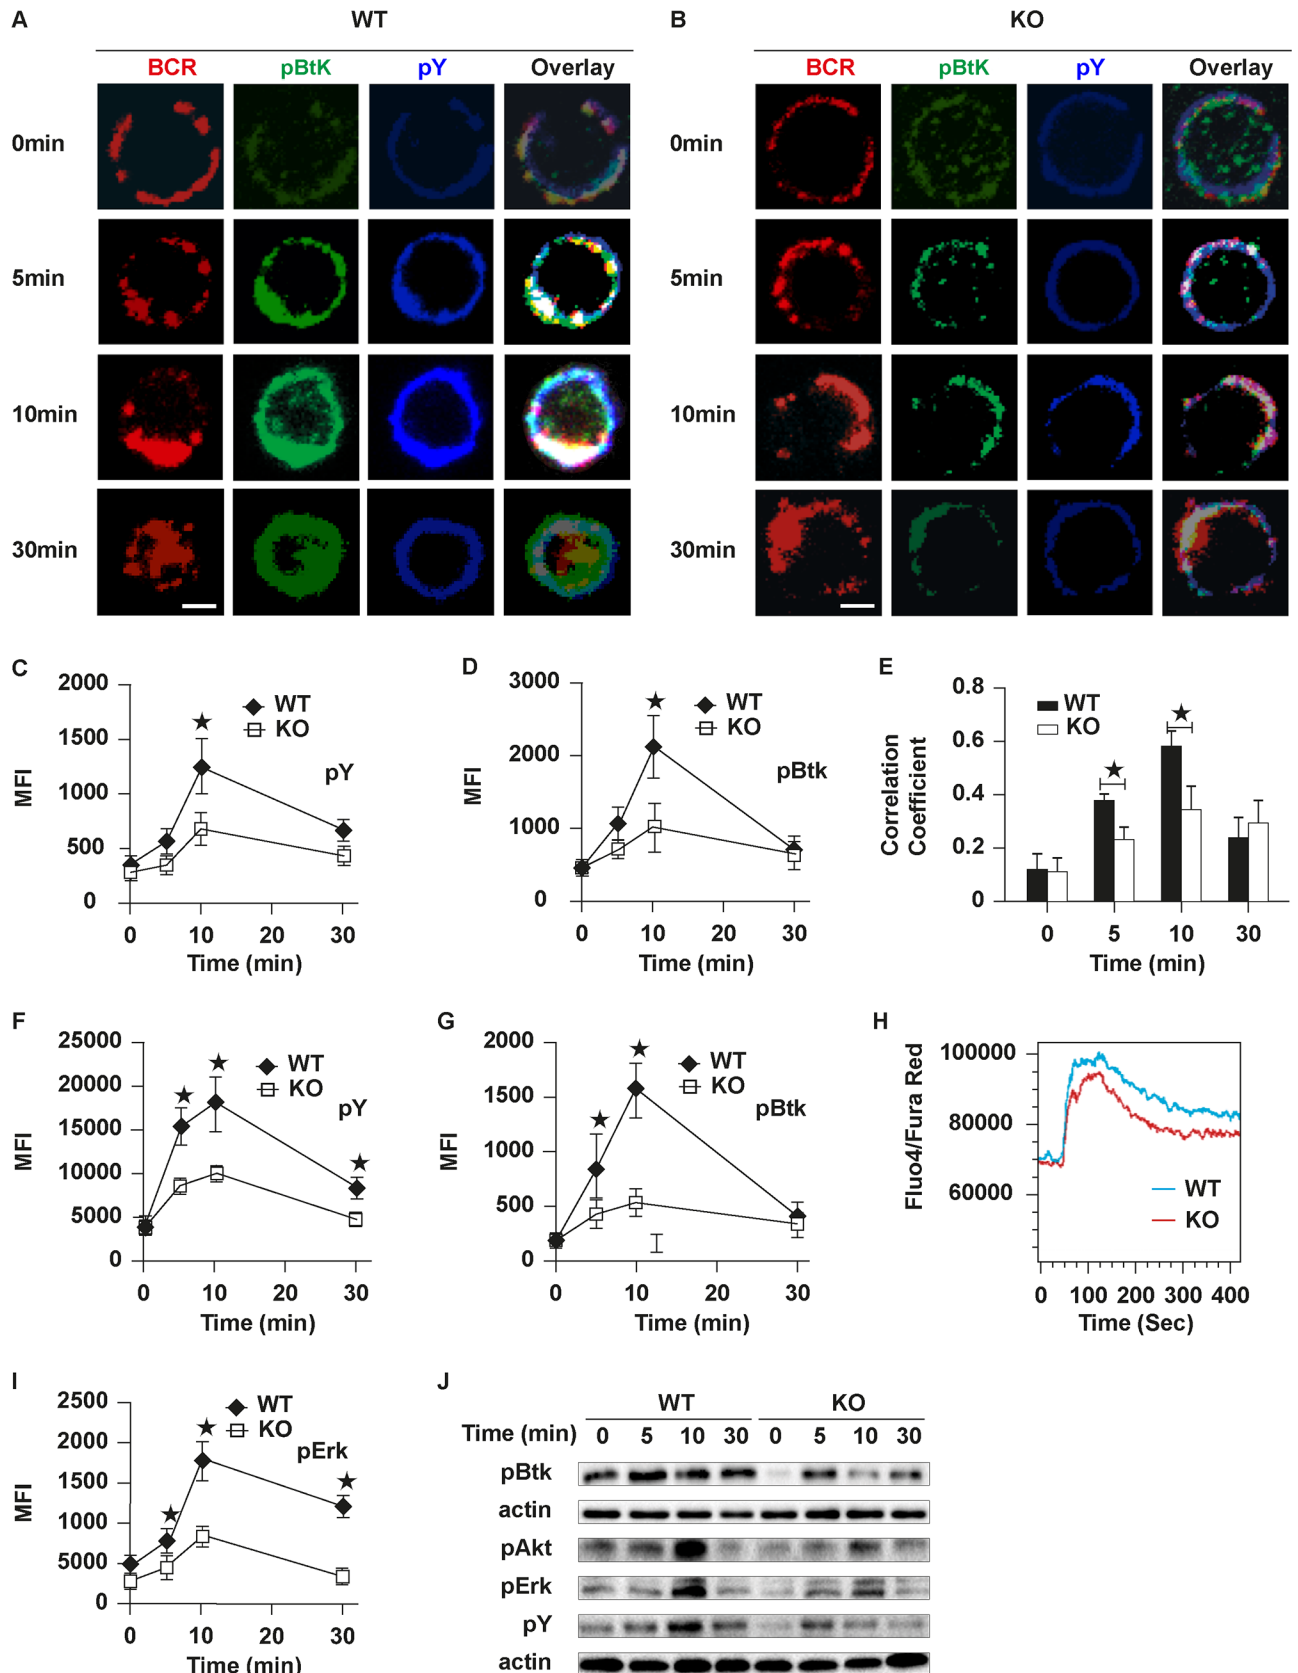 A WT
BCR pBtK pY Overlay
0min
5min
10min
30min
B KO
BCR pBtK pY Overlay
0min
5min
10min
30min
C
2000
1500
1000
500
0
MFI
★
WT
KO
pY
0 10 20 30
Time (min)
D
3000
2000
1000
0
MFI
★
WT
KO
pBtk
0 10 20 30
Time (min)
E
0.8
0.6
0.4
0.2
0
Correlation
Coefficient
WT
KO
★
★
0 5 10 30
Time (min)
F
25000
20000
15000
10000
5000
0
MFI
★ ★ ★
WT
KO
pY
0 10 20 30
Time (min)
G
2000
1500
1000
500
0
MFI
★ ★
WT
KO
pBtk
0 10 20 30
Time (min)
H
100000
80000
60000
Fluo4/Fura Red
WT
KO
0 100 200 300 400
Time (Sec)
I
2500
2000
1500
1000
5000
0
MFI
★ ★ ★
WT
KO
pErk
0 10 20 30
Time (min)
J
WT KO
Time (min) 0 5 10 30 0 5 10 30
pBtk
actin
pAkt
pErk
pY
actin